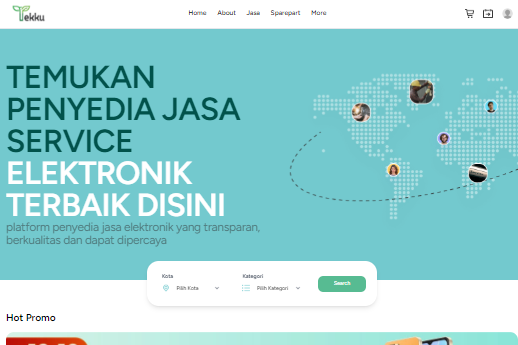 Tekku
Home About Jasa Sparepart More
TEMUKAN
PENYEDIA JASA
SERVICE
ELEKTRONIK
TERBAIK DISINI
platform penyedia jasa elektronik yang transparan,
berkualitas dan dapat dipercaya
Kota Kategori
Pilih Kota Pilih Kategori Search
Hot Promo